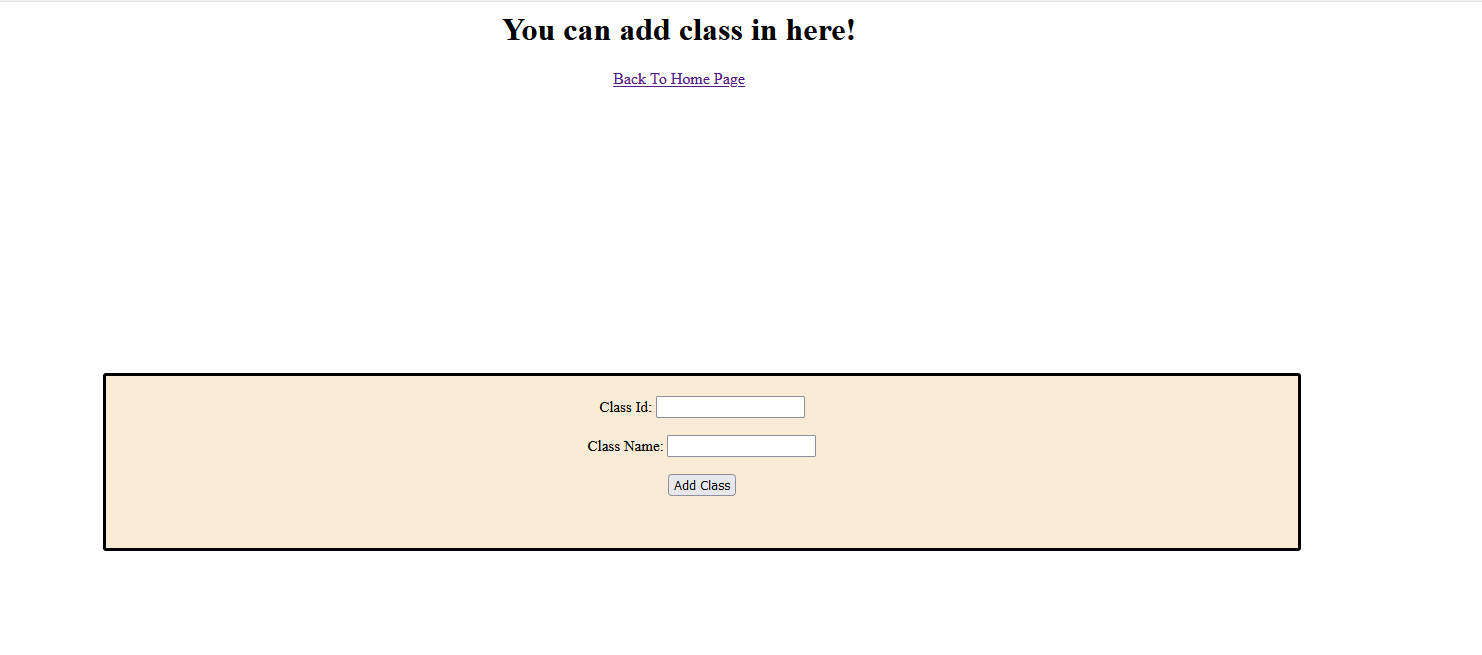 You can add class in here!
Back To Home Page
Class Id:
Class Name:
Add Class